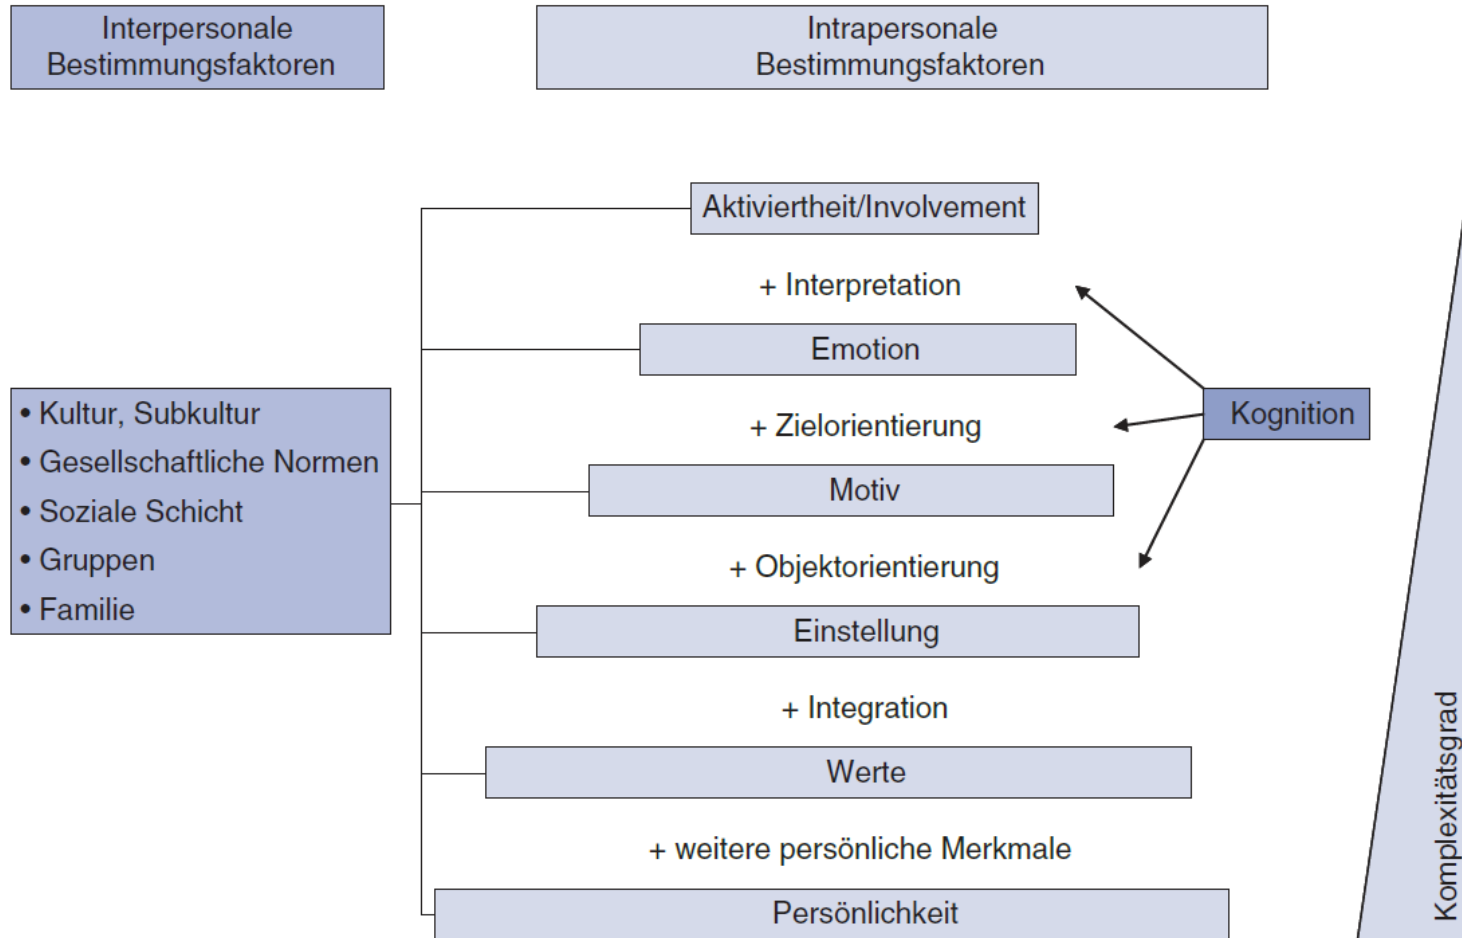 Interpersonale
Bestimmungsfaktoren
Intrapersonale
Bestimmungsfaktoren
Aktiviertheit/Involvement
+ Interpretation
Emotion
+ Zielorientierung
Motiv
+ Objektorientierung
Einstellung
+ Integration
Werte
+ weitere persönliche Merkmale
Persönlichkeit
• Kultur, Subkultur
• Gesellschaftliche Normen
• Soziale Schicht
• Gruppen
• Familie
Kognition
Komplexitätsgrad